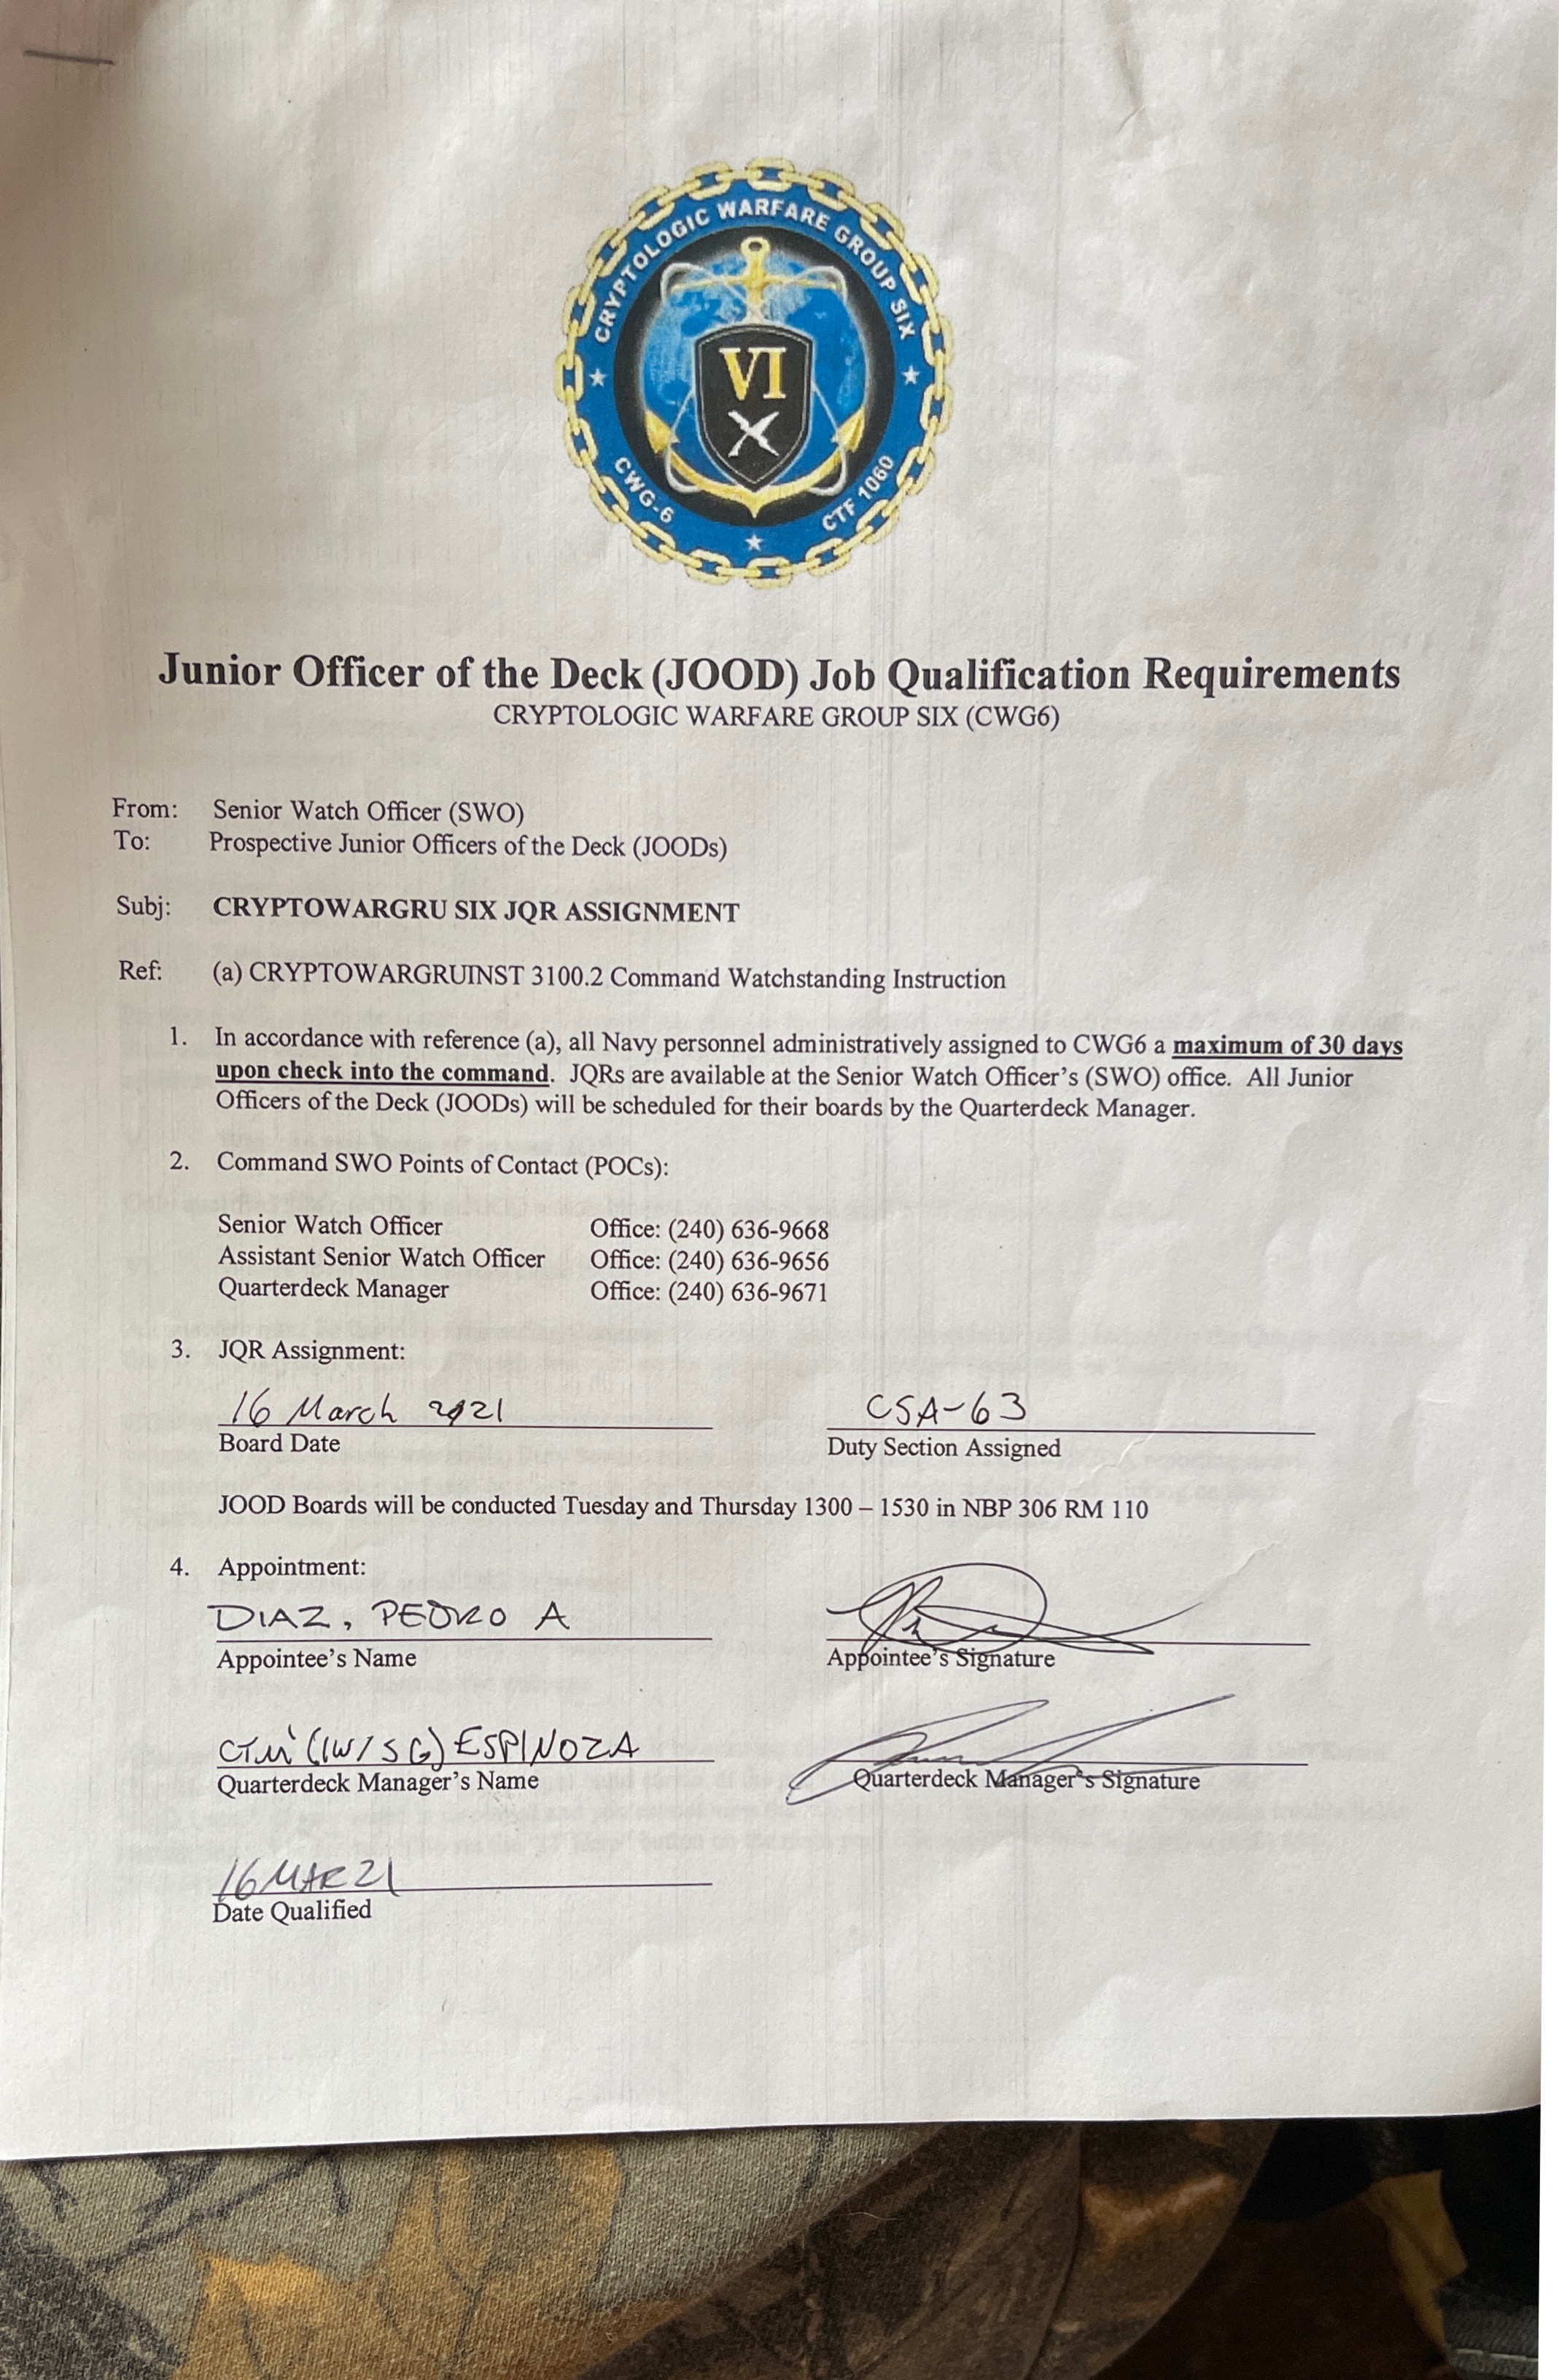 CRYPTOLOGIC WARFARE GROUP SIX
VI
CWG-6
CTF 1060
Junior Officer of the Deck (JOOD) Job Qualification Requirements
CRYPTOLOGIC WARFARE GROUP SIX (CWG6)
From: Senior Watch Officer (SWO)
To: Prospective Junior Officers of the Deck (JOODs)
Subj: CRYPTOWARGRU SIX JQR ASSIGNMENT
Ref: (a) CRYPTOWARGRUINST 3100.2 Command Watchstanding Instruction
1. In accordance with reference (a), all Navy personnel administratively assigned to CWG6 a maximum of 30 days
upon check into the command. JQRs are available at the Senior Watch Officer's (SWO) office. All Junior
Officers of the Deck (JOODs) will be scheduled for their boards by the Quarterdeck Manager.
2. Command SWO Points of Contact (POCs):
Senior Watch Officer Office: (240) 636-9668
Assistant Senior Watch Officer Office: (240) 636-9656
Quarterdeck Manager Office: (240) 636-9671
3. JQR Assignment:
16 March 2021 CSA-63
Board Date Duty Section Assigned
JOOD Boards will be conducted Tuesday and Thursday 1300 – 1530 in NBP 306 RM 110
4. Appointment:
DIAZ, PEDRO A
Appointee's Name Appointee's Signature
(IW/SG) ESPINOZA
Quarterdeck Manager's Name Quarterdeck Manager's Signature
16 MAR 21
Date Qualified